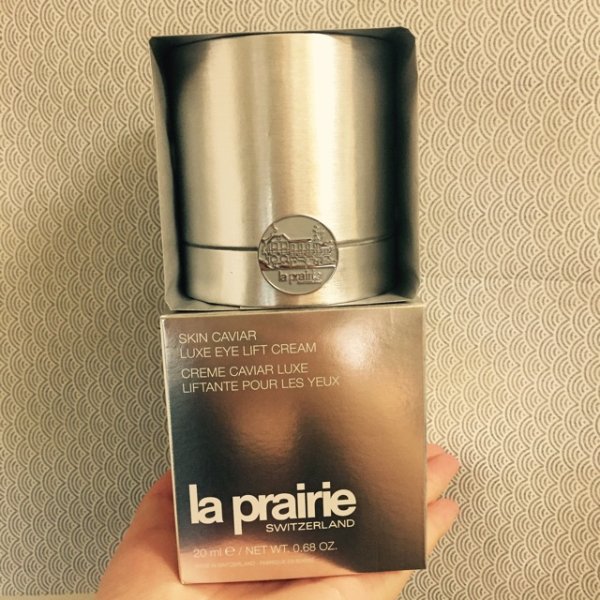 la prairie
SKIN CAVIAR
LUXE EYE LIFT CREAM
CREME CAVIAR LUXE
LIFTANTE POUR LES YEUX
la prairie
SWITZERLAND
20 ml e / NET WT. 0.68 OZ.